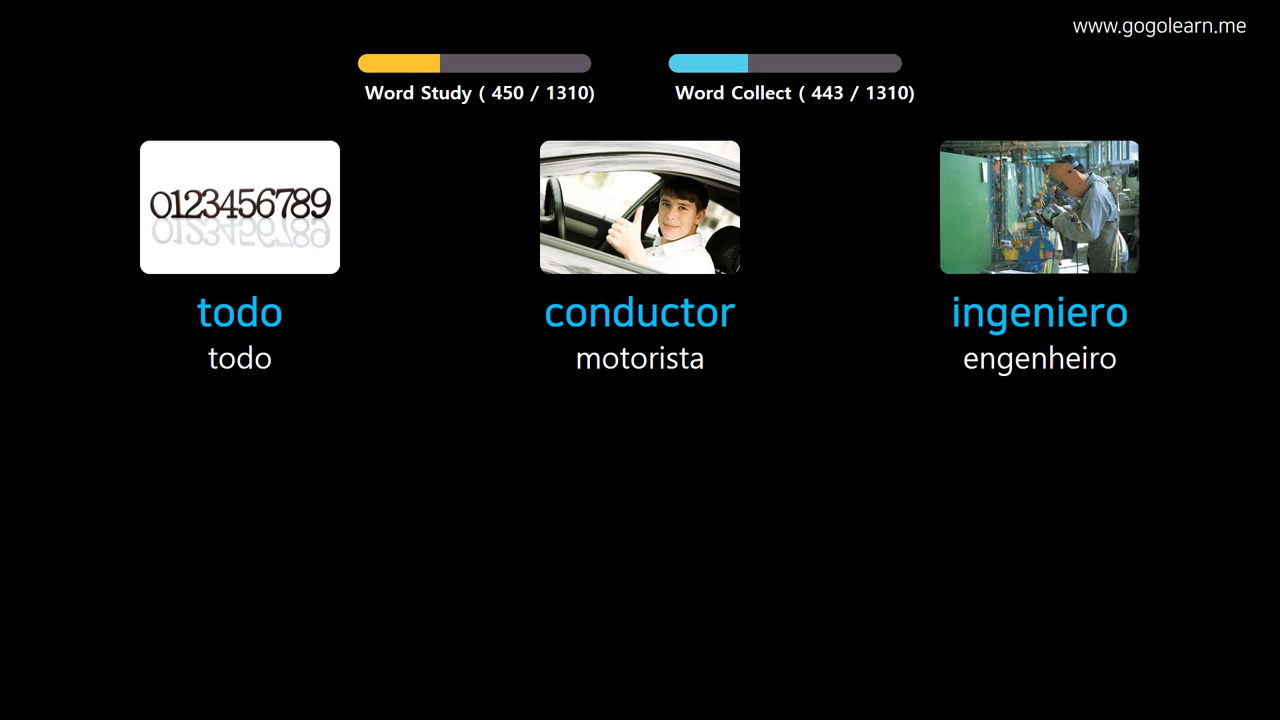 www.gogolearn.me
Word Study ( 450 / 1310)
Word Collect ( 443 / 1310)
0123456789
todo
conductor
ingeniero
todo
motorista
engenheiro